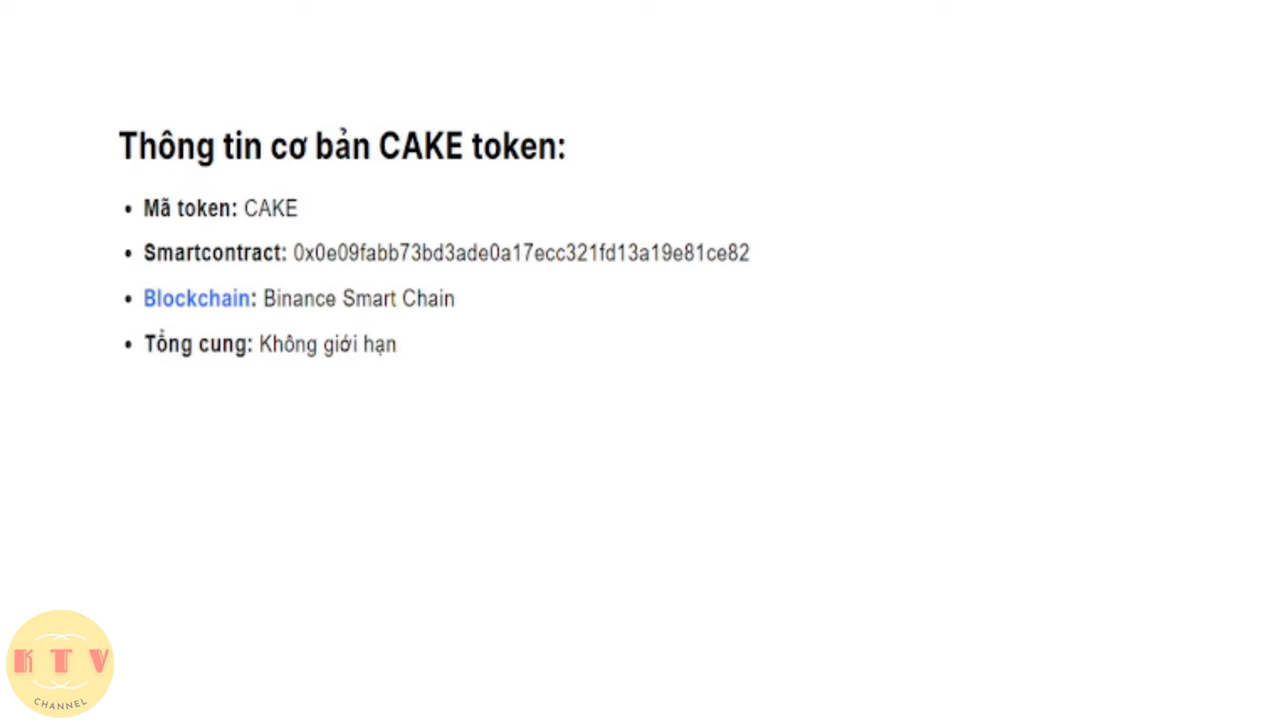 Thông tin cơ bản CAKE token:
• Mã token: CAKE
• Smartcontract: 0x0e09fabb73bd3ade0a17ecc321fd13a19e81ce82
• Blockchain: Binance Smart Chain
• Tổng cung: Không giới hạn
KTV
CHANNEL